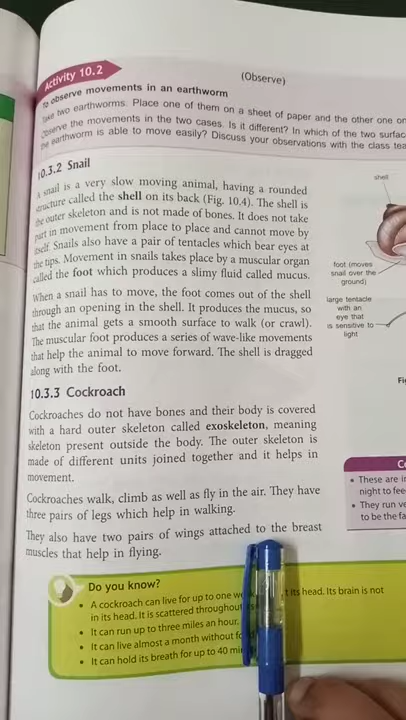 Activity 10.2
(Observe)
To observe movements in an earthworm
Take two earthworms. Place one of them on a sheet of paper and the other one on
Observe the movements in the two cases. Is it different? In which of the two
the earthworm is able to move easily? Discuss your observations with the class
10.3.2 Snail
A snail is a very slow moving animal, having a rounded
structure called the shell on its back (Fig. 10.4). The shell is
the outer skeleton and is not made of bones. It does not take
part in movement from place to place and cannot move by
itself. Snails also have a pair of tentacles which bear eyes at
the tips. Movement in snails takes place by a muscular organ
called the foot which produces a slimy fluid called mucus.
When a snail has to move, the foot comes out of the shell
through an opening in the shell. It produces the mucus, so
that the animal gets a smooth surface to walk (or crawl).
The muscular foot produces a series of wave-like movements
that help the animal to move forward. The shell is dragged
along with the foot.
shell
foot (moves
snail over the
ground)
large tentacle
with an
eye that
is sensitive to
light
10.3.3 Cockroach
Cockroaches do not have bones and their body is covered
with a hard outer skeleton called exoskeleton, meaning
skeleton present outside the body. The outer skeleton is
made of different units joined together and it helps in
movement.
Cockroaches walk, climb as well as fly in the air. They have
three pairs of legs which help in walking.
They also have two pairs of wings attached to the breast
muscles that help in flying.
• These are
night to
• They run
to be the
Do you know?
• A cockroach can live for up to one its head. Its brain is not
in its head. It is scattered throughout
• It can run up to three miles an hour.
• It can live almost a month without
• It can hold its breath for up to 40